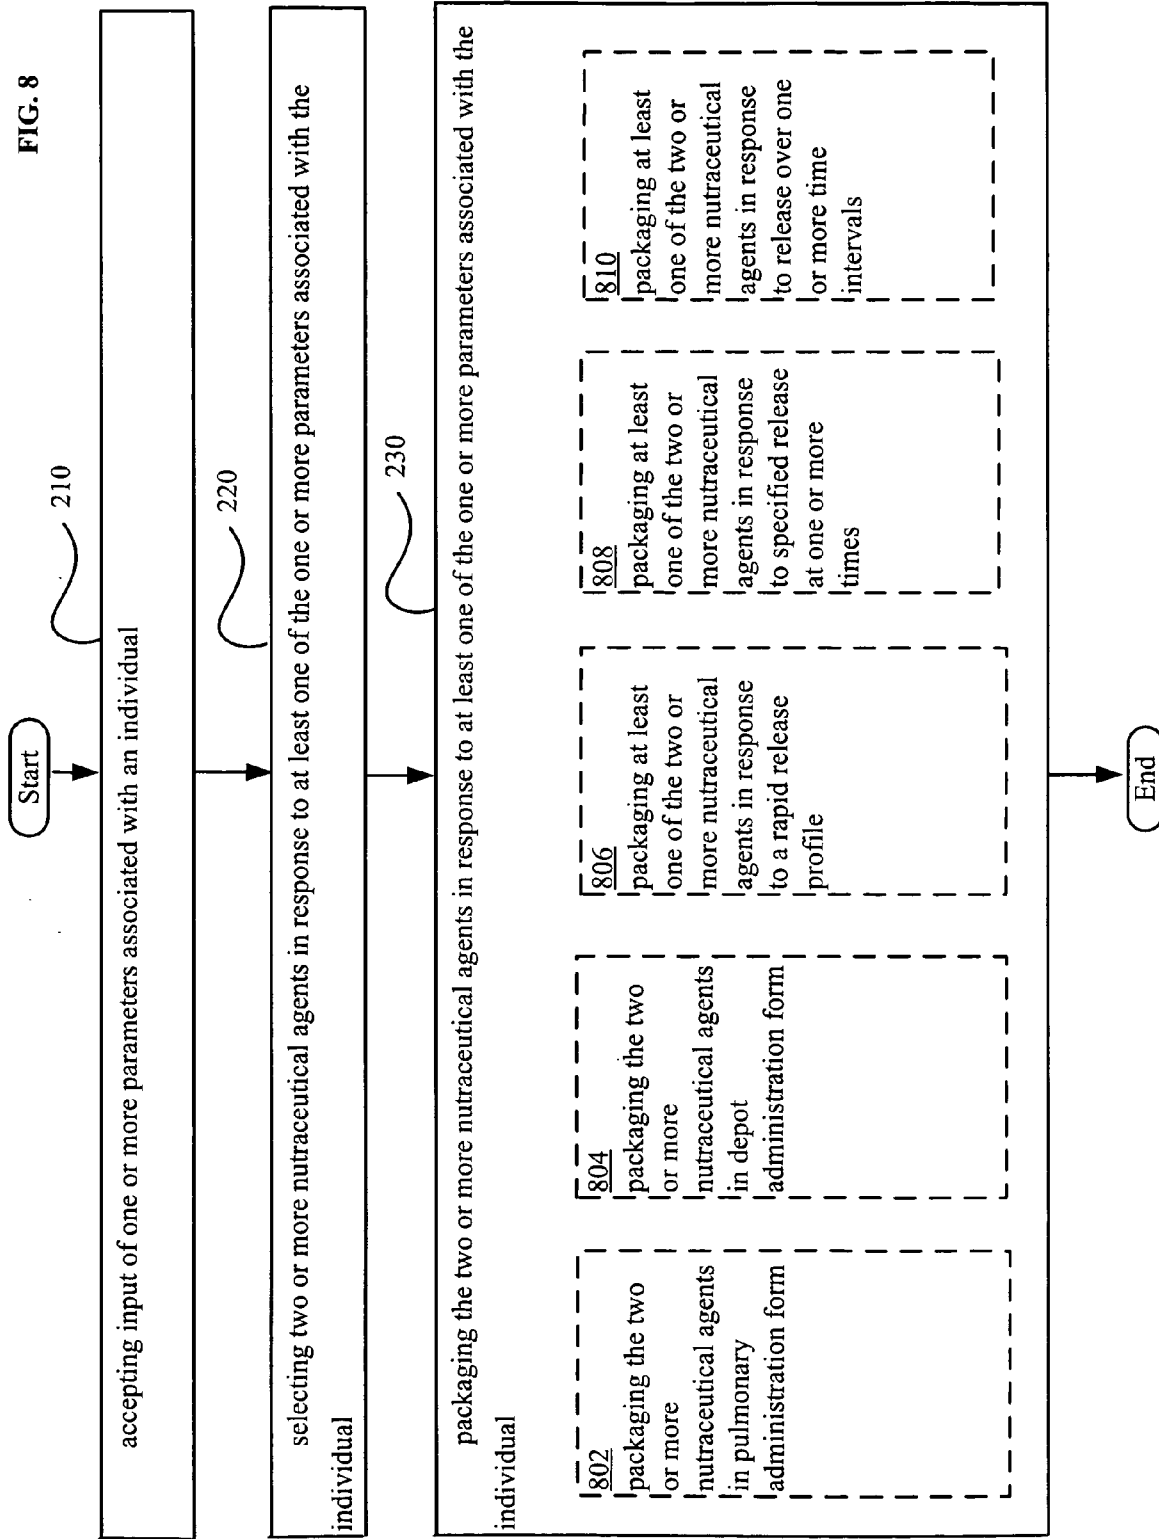 FIG. 8
Start
210
accepting input of one or more parameters associated with an individual
220
selecting two or more nutraceutical agents in response to at least one of the one or more parameters associated with the
individual
230
packaging the two or more nutraceutical agents in response to at least one of the one or more parameters associated with the
individual
802
packaging the two
or more
nutraceutical agents
in pulmonary
administration form
804
packaging the two
or more
nutraceutical agents
in depot
administration form
806
packaging at least
one of the two or
more nutraceutical
agents in response
to a rapid release
profile
808
packaging at least
one of the two or
more nutraceutical
agents in response
to specified release
at one or more
times
810
packaging at least
one of the two or
more nutraceutical
agents in response
to release over one
or more time
intervals
End